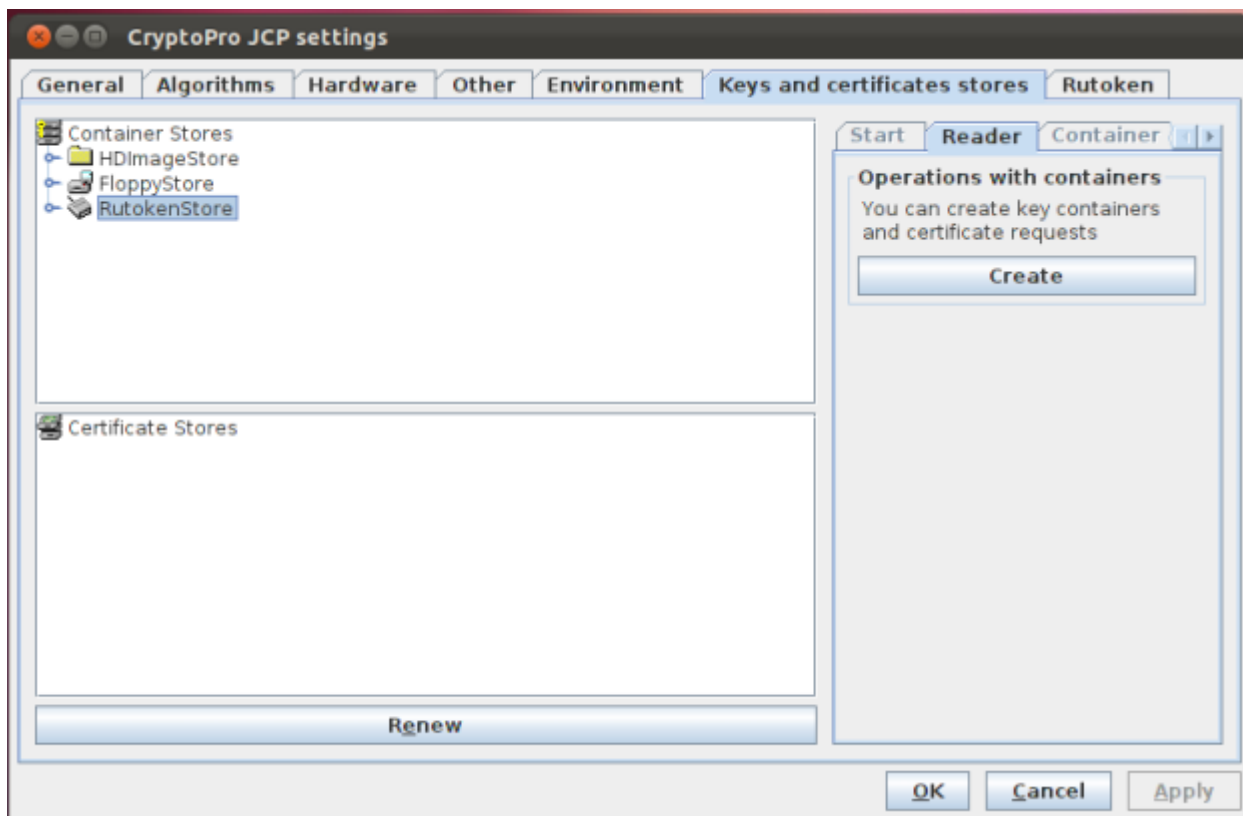 CryptoPro JCP settings
General Algorithms Hardware Other Environment Keys and certificates stores Rutoken
Container Stores
HDImageStore
FloppyStore
RutokenStore
Start Reader Container
Operations with containers
You can create key containers
and certificate requests
Create
Certificate Stores
Renew
OK Cancel Apply